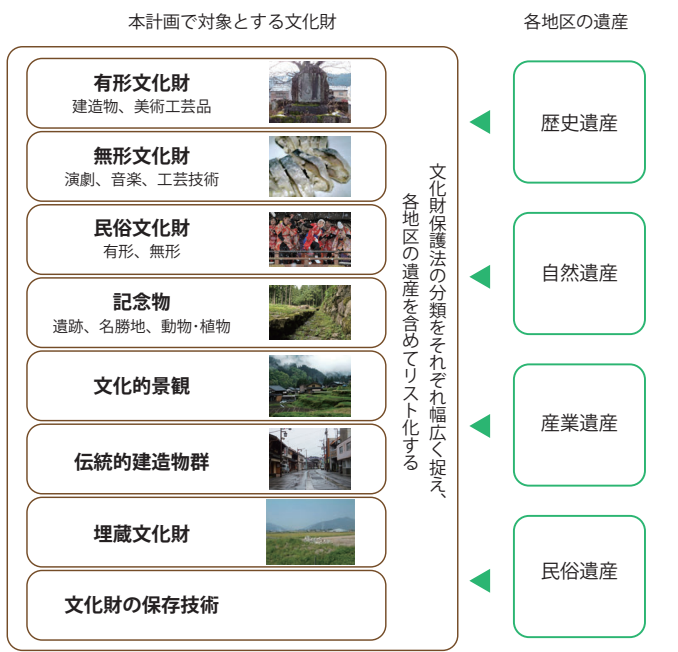 本計画で対象とする文化財
各地区の遺産
有形文化財
建造物、美術工芸品
無形文化財
演劇、音楽、工芸技術
民俗文化財
有形、無形
記念物
遺跡、名勝地、動物・植物
文化的景観
伝統的建造物群
埋蔵文化財
文化財の保存技術
文化財保護法の分類をそれぞれ幅広く捉え、
各地区の遺産を含めてリスト化する
歴史遺産
自然遺産
産業遺産
民俗遺産